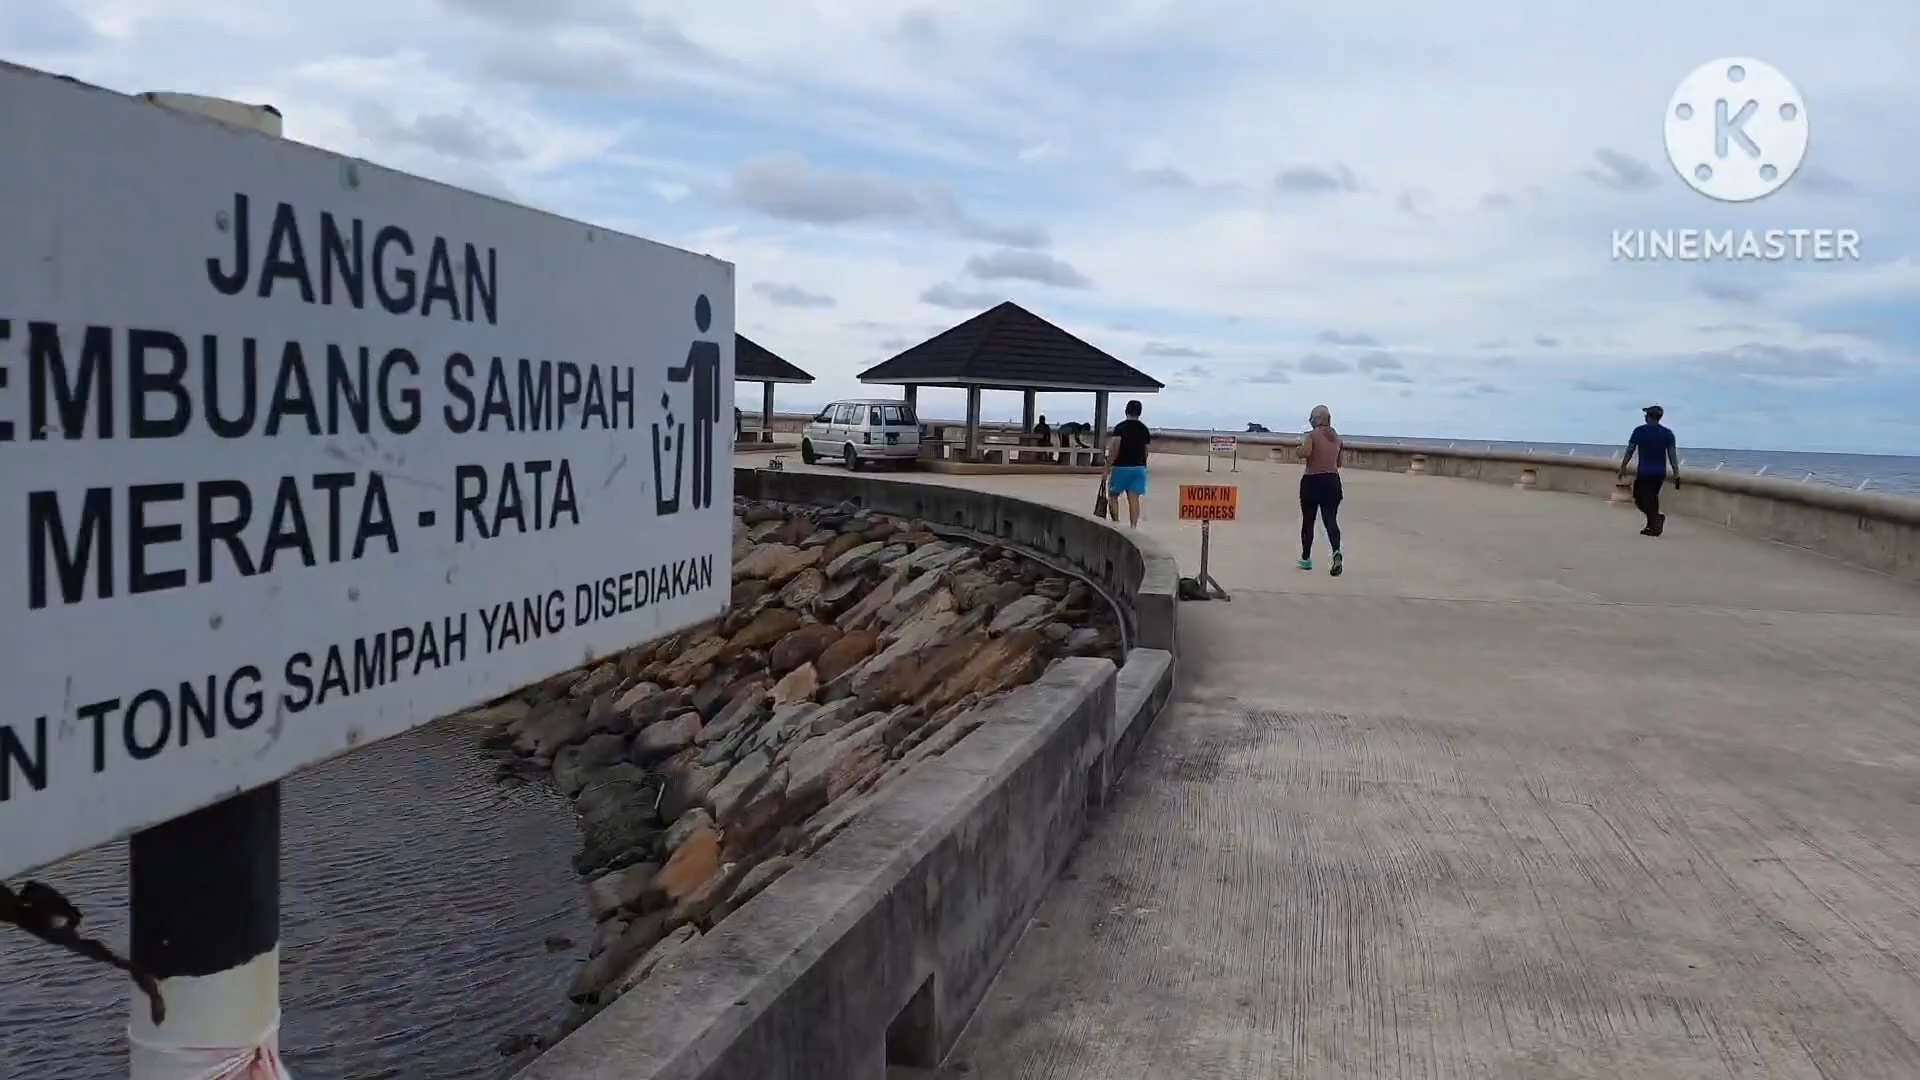 JANGAN
EMBUANG SAMPAH
MERATA - RATA
N TONG SAMPAH YANG DISEDIAKAN
WORK IN
PROGRESS
K
KINEMASTER